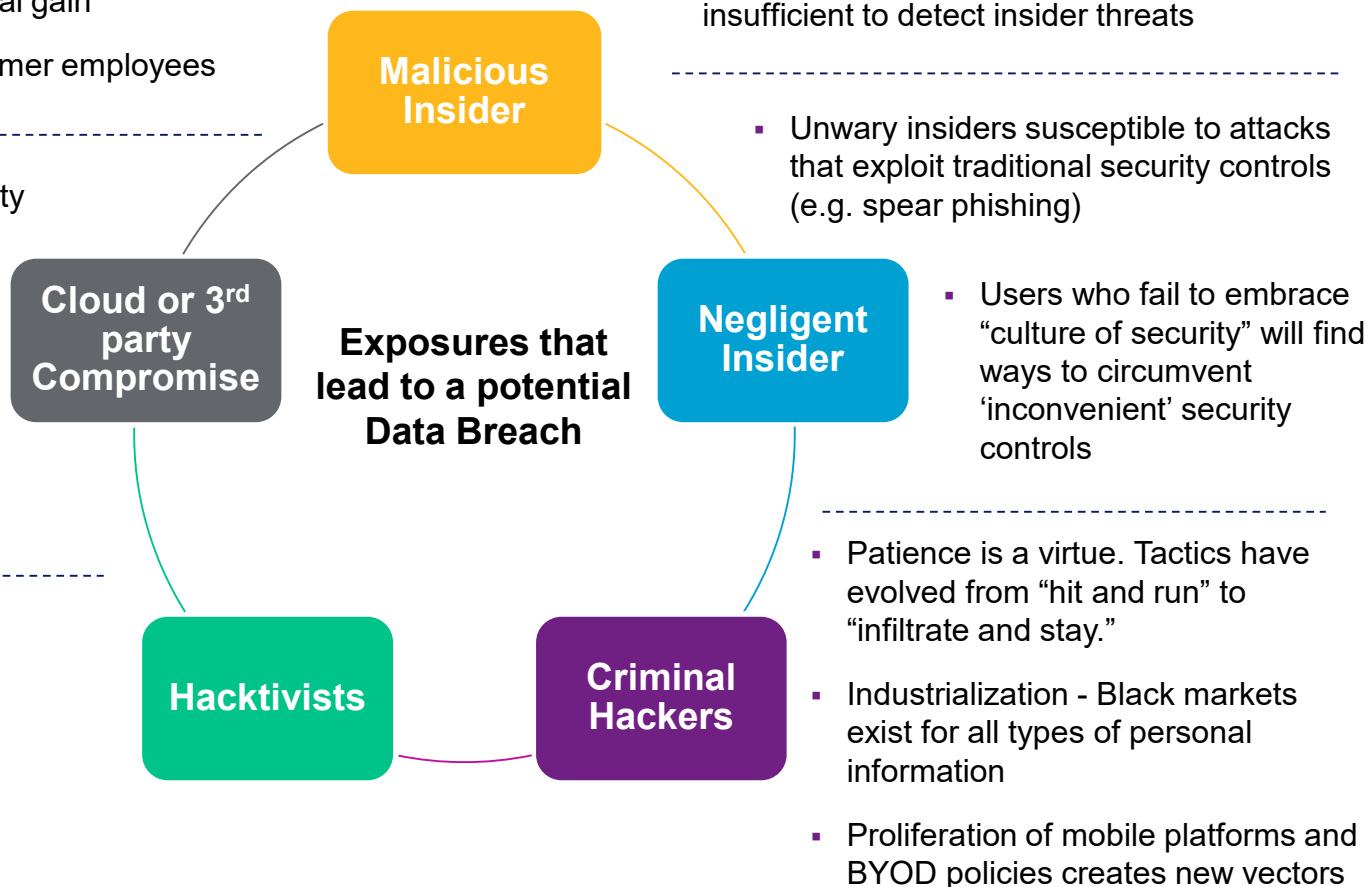 al gain
mer employees
ty
insufficient to detect insider threats
Malicious
Insider
▪ Unwary insiders susceptible to attacks
that exploit traditional security controls
(e.g. spear phishing)
Cloud or 3rd
party
Compromise
Exposures that
lead to a potential
Data Breach
Negligent
Insider
▪ Users who fail to embrace
“culture of security” will find
ways to circumvent
‘inconvenient’ security
controls
Hacktivists
Criminal
Hackers
▪ Patience is a virtue. Tactics have
evolved from “hit and run” to
“infiltrate and stay.”
▪ Industrialization - Black markets
exist for all types of personal
information
▪ Proliferation of mobile platforms and
BYOD policies creates new vectors